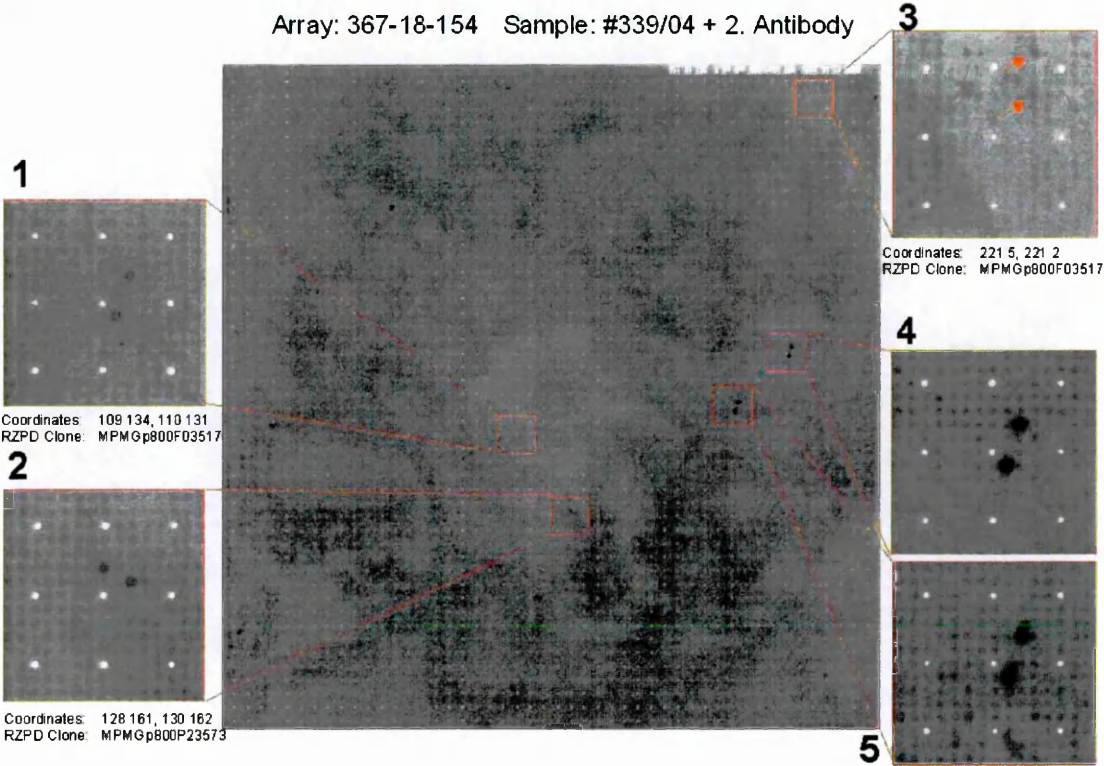 Array: 367-18-154 Sample: #339/04 + 2. Antibody
3
Coordinates: 221 5, 221 2
RZPD Clone: MPMGp800F03517
1
Coordinates: 109 134, 110 131
RZPD Clone: MPMGp800F03517
2
Coordinates: 128 161, 130 162
RZPD Clone: MPMGp800P23573
4
5